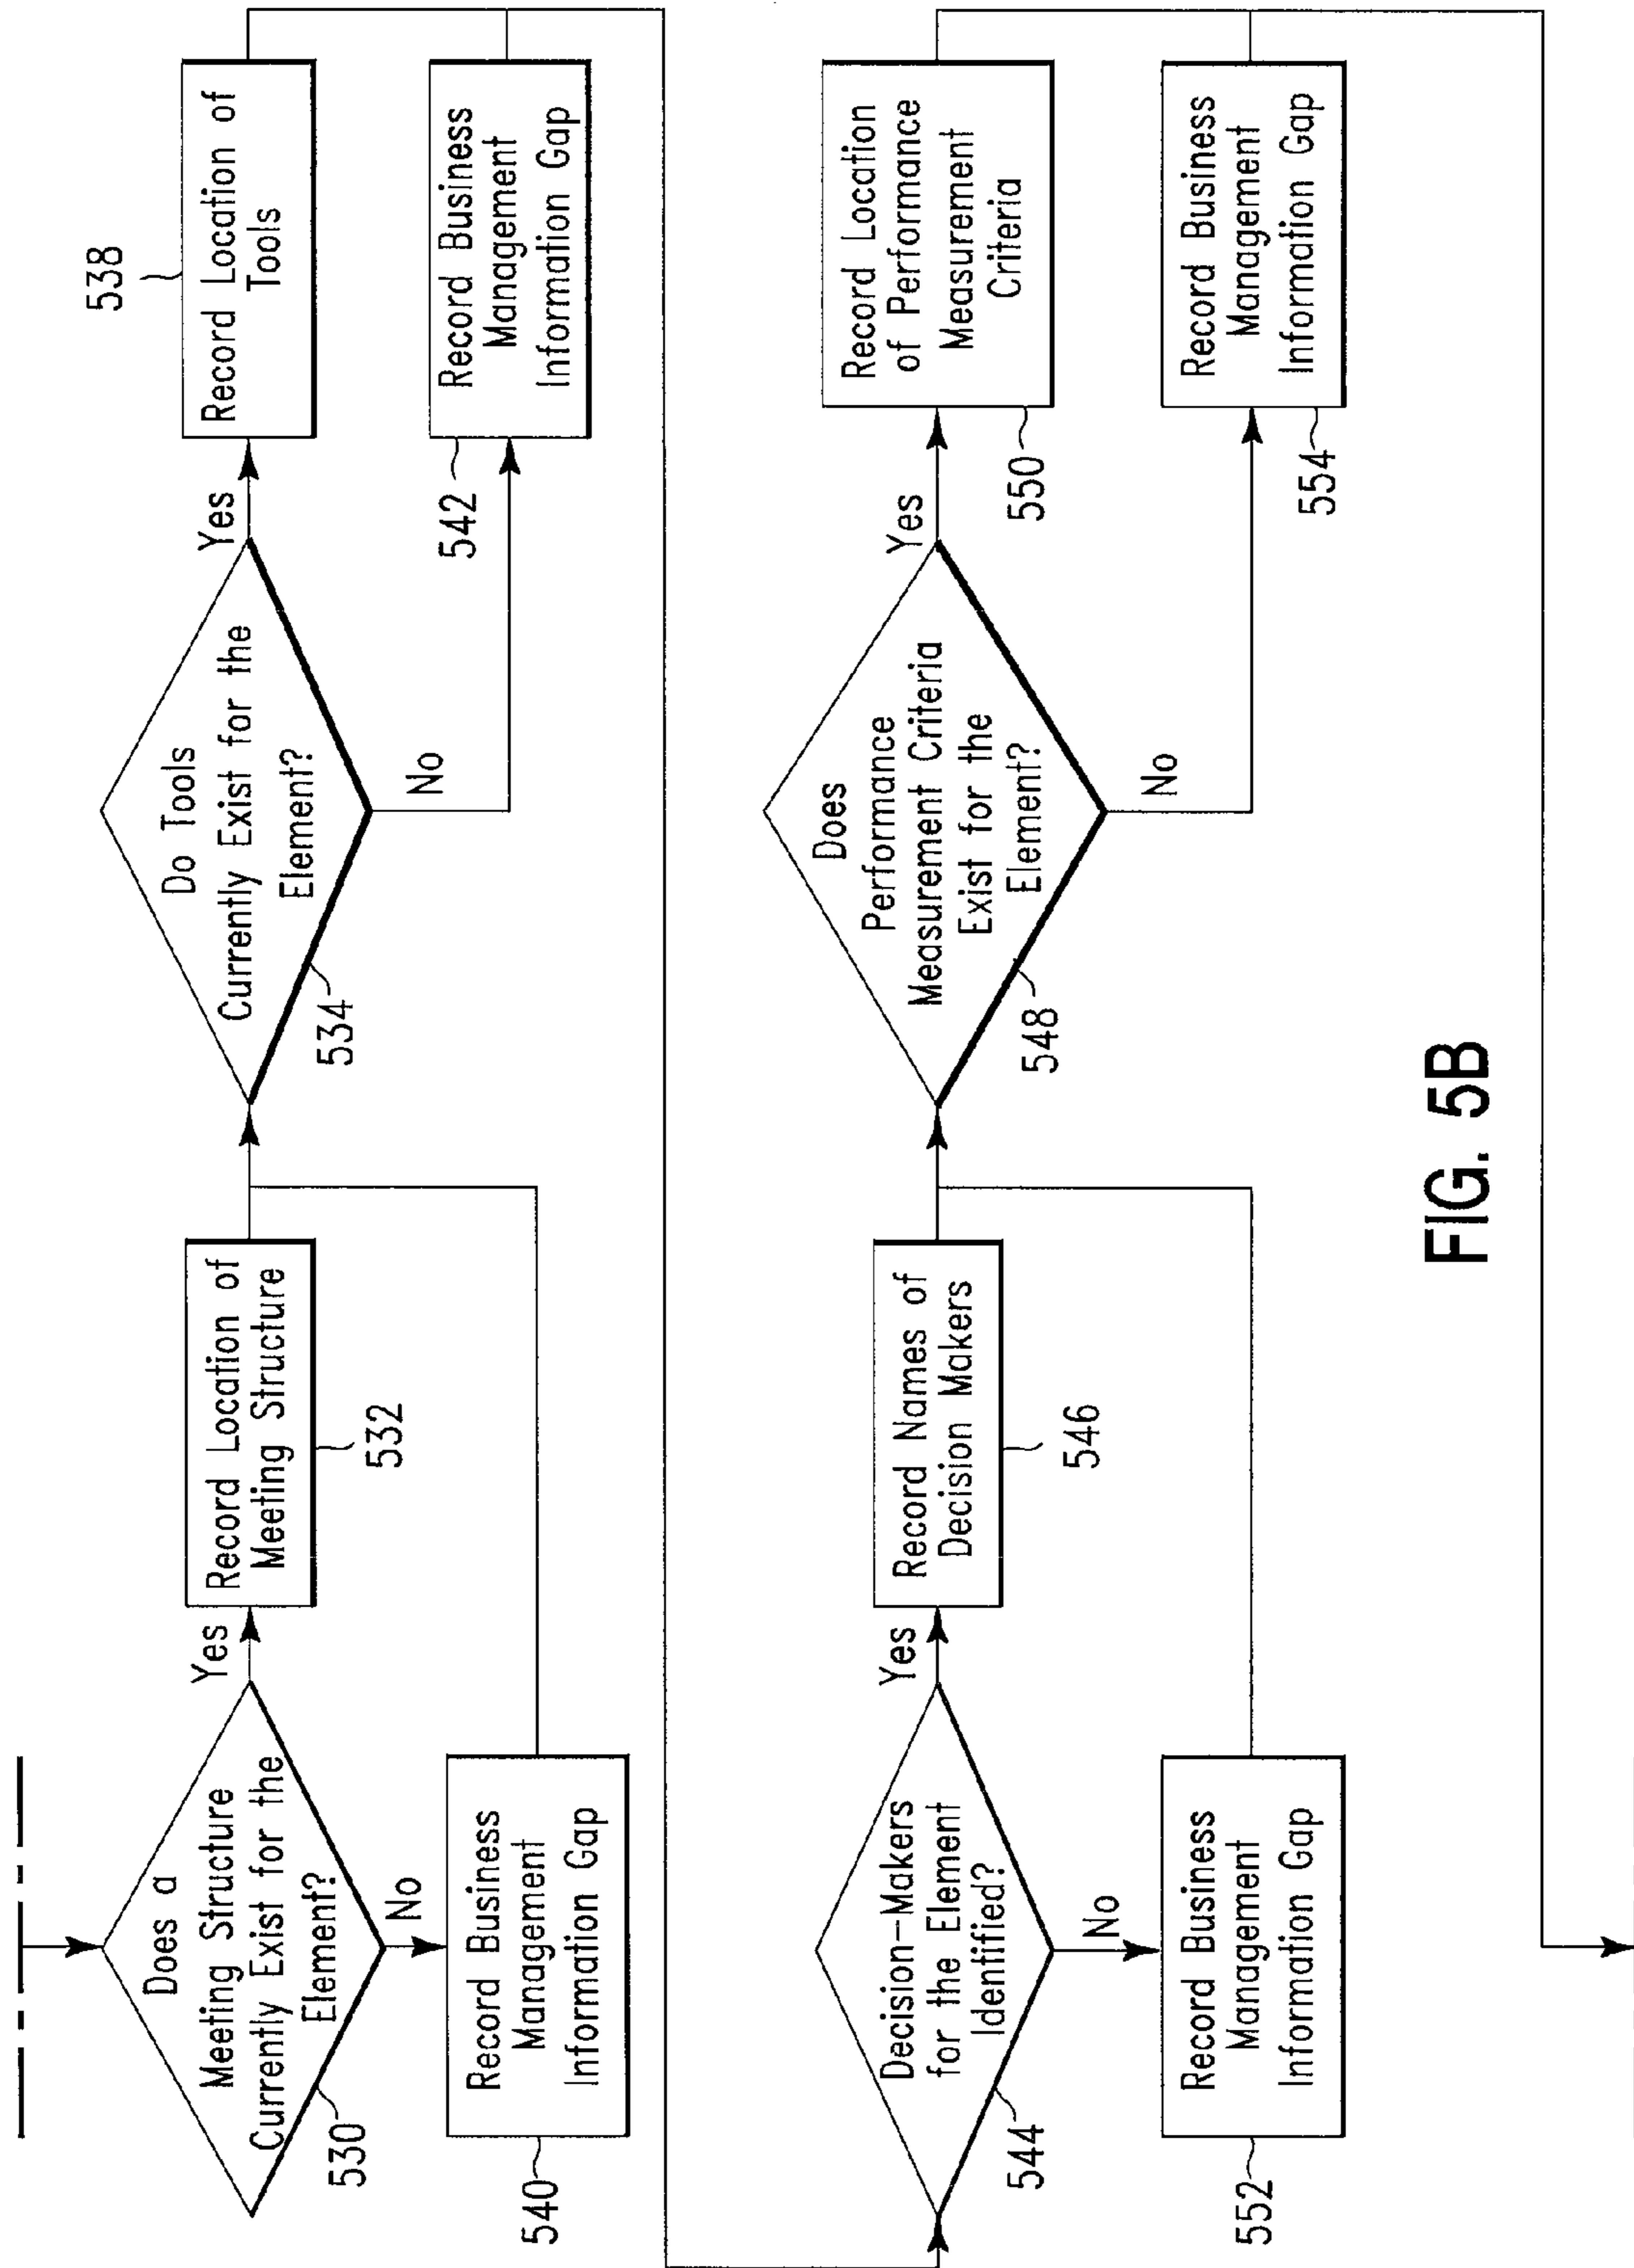 Does a
Meeting Structure
Currently Exist for the
Element?
530
Yes
No
Record Location of
Meeting Structure
532
Record Business
Management
Information Gap
540
Do Tools
Currently Exist for the
Element?
534
Yes
No
Record Location of
Tools
538
Record Business
Management
Information Gap
542
Decision-Makers
for the Element
Identified?
544
Yes
No
Record Names of
Decision Makers
546
Record Business
Management
Information Gap
552
Does
Performance
Measurement Criteria
Exist for the
Element?
548
Yes
No
Record Location
of Performance
Measurement
Criteria
550
Record Business
Management
Information Gap
554
FIG. 5B